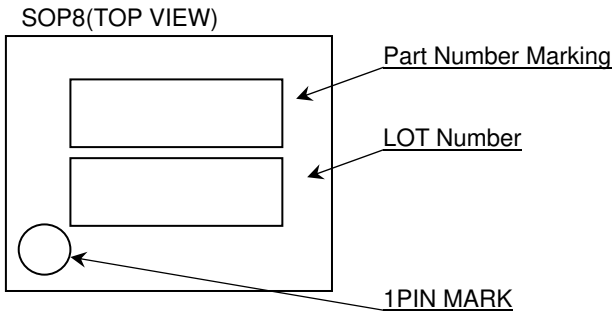 SOP8(TOP VIEW)
Part Number Marking
LOT Number
1PIN MARK